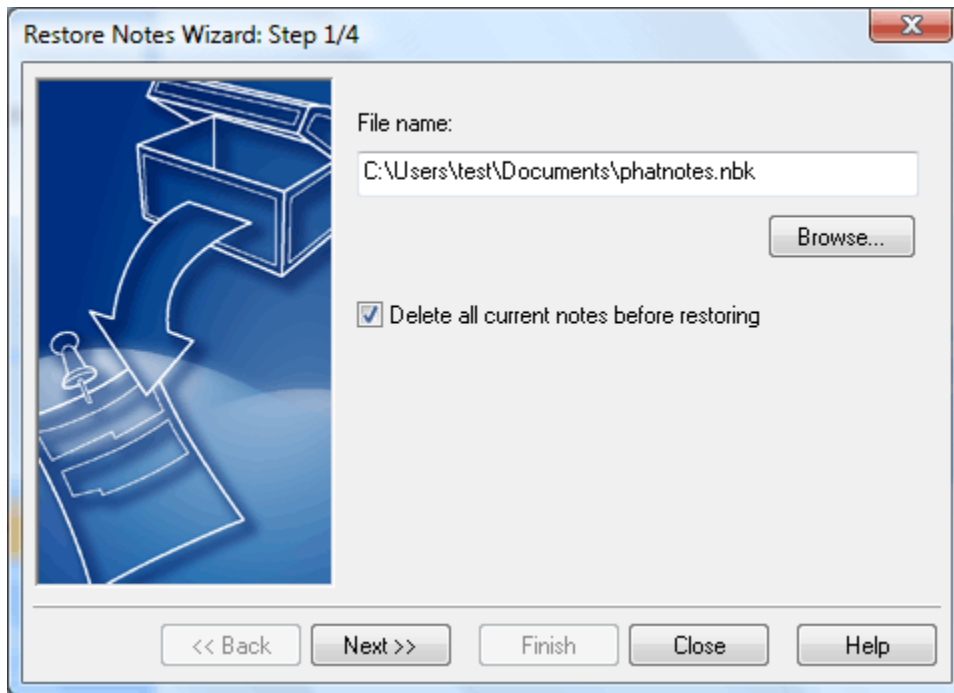 Restore Notes Wizard: Step 1/4
File name:
C:\Users\test\Documents\phatnotes.nbk
Browse...
Delete all current notes before restoring
<< Back
Next >>
Finish
Close
Help